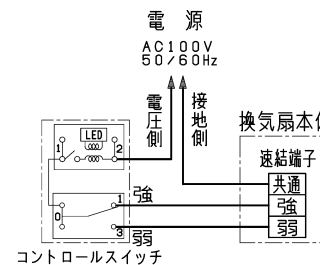 電源
AC100V
50/60Hz
電圧側
接地側
換気扇本体
速結端子
共通
強
弱
LED
1
2
0
1
3
強
弱
コントロールスイッチ